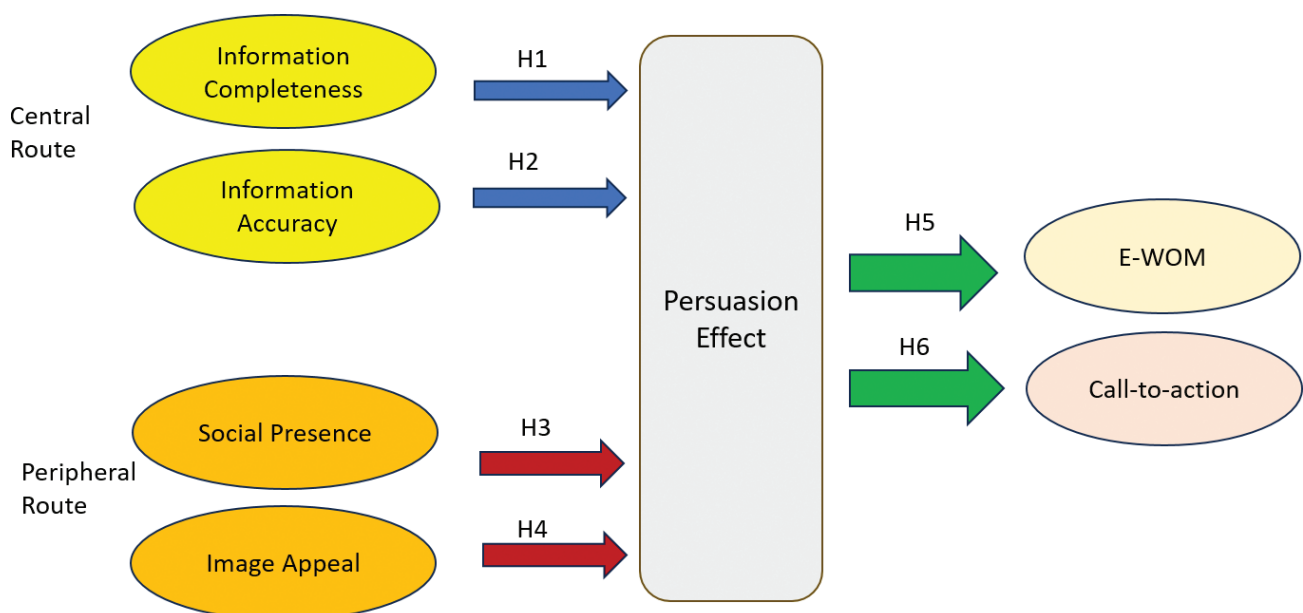 Central
Route
Information
Completeness
H1
Information
Accuracy
H2
Peripheral
Route
Social Presence
H3
Image Appeal
H4
Persuasion
Effect
H5
E-WOM
H6
Call-to-action